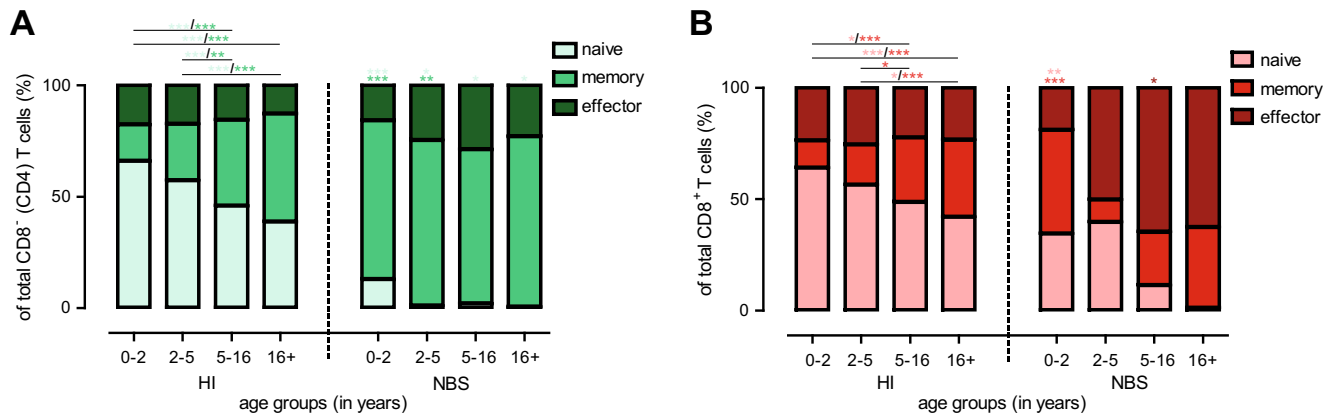 A
***/***
***/***
***/**
***/***
naive
memory
effector
*** * * *
*** **
of total CD8⁻ (CD4) T cells (%)
100
50
0
0-2 2-5 5-16 16+ 0-2 2-5 5-16 16+
HI NBS
age groups (in years)
B
*/***
***/***
*
*/***
naive
memory
effector
**
*** *
of total CD8⁺ T cells (%)
100
50
0
0-2 2-5 5-16 16+ 0-2 2-5 5-16 16+
HI NBS
age groups (in years)